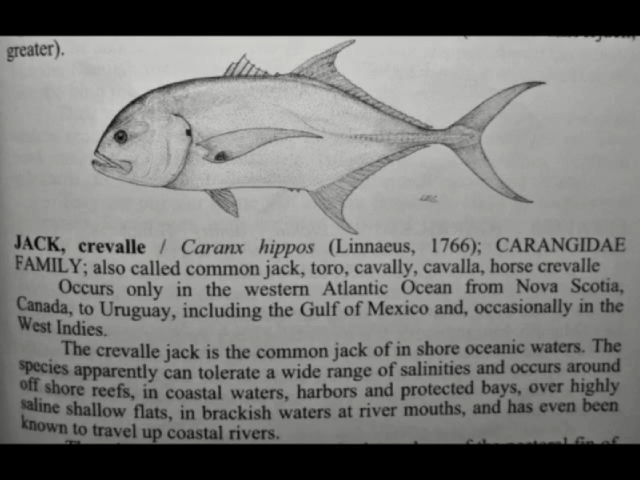 greater).
JACK, crevalle / Caranx hippos (Linnaeus, 1766); CARANGIDAE
FAMILY; also called common jack, toro, cavally, cavalla, horse crevalle
Occurs only in the western Atlantic Ocean from Nova Scotia,
Canada, to Uruguay, including the Gulf of Mexico and, occasionally in the
West Indies.
The crevalle jack is the common jack of in shore oceanic waters. The
species apparently can tolerate a wide range of salinities and occurs around
off shore reefs, in coastal waters, harbors and protected bays, over highly
saline shallow flats, in brackish waters at river mouths, and has even been
known to travel up coastal rivers.